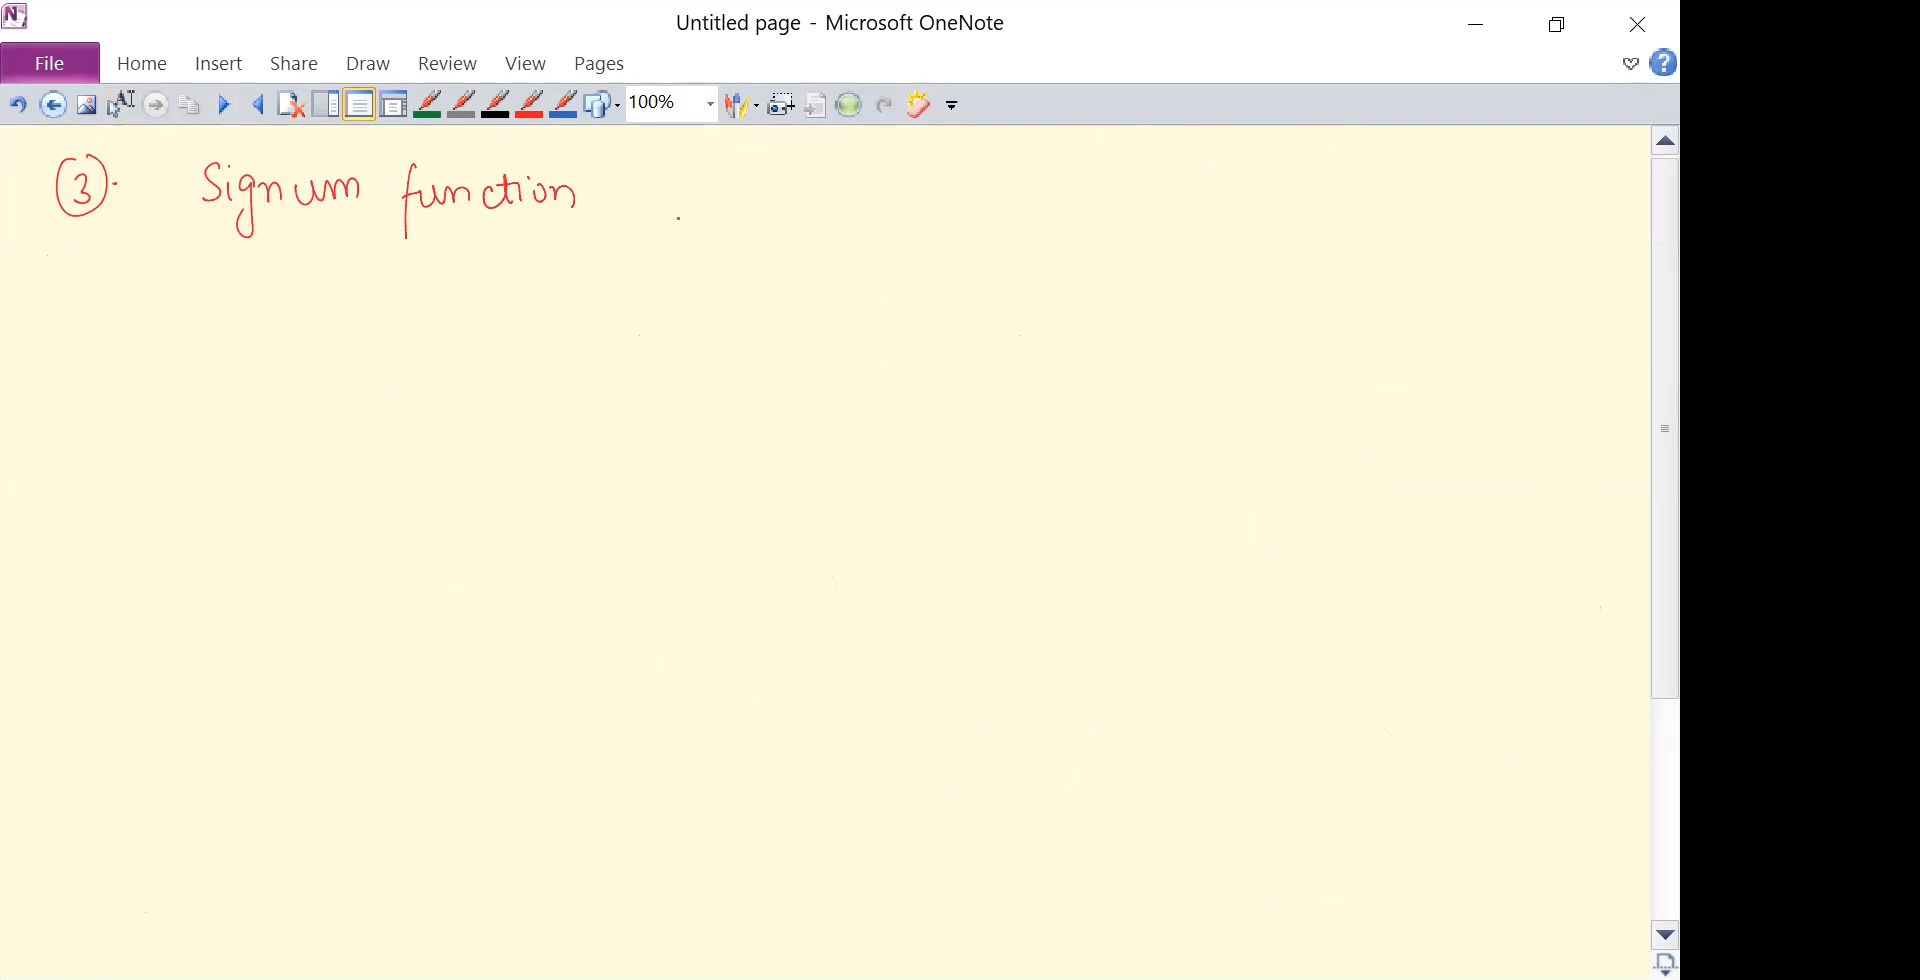 Untitled page - Microsoft OneNote
File Home Insert Share Draw Review View Pages
100%
③. Signum function